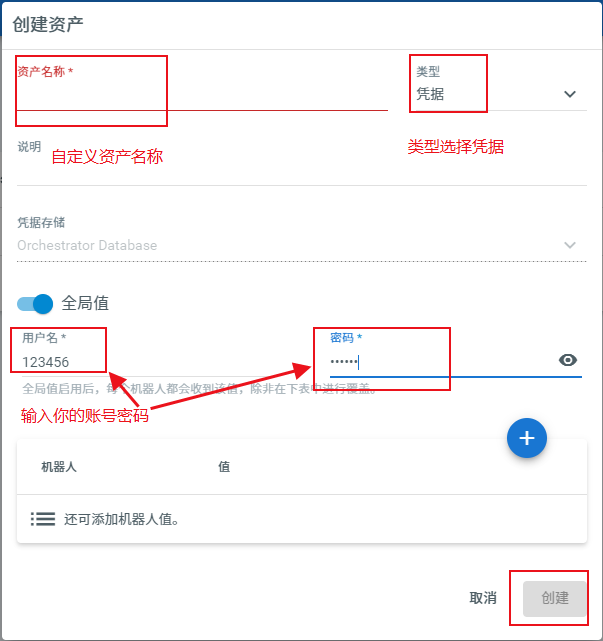 创建资产
资产名称 *
类型
凭据
说明
自定义资产名称
类型选择凭据
凭据存储
Orchestrator Database
全局值
用户名 *
密码 *
123456
••••••
全局值启用后，每个机器人都会收到该值，除非在下表中进行覆盖。
输入你的账号密码
+
机器人
值
还可添加机器人值。
取消
创建